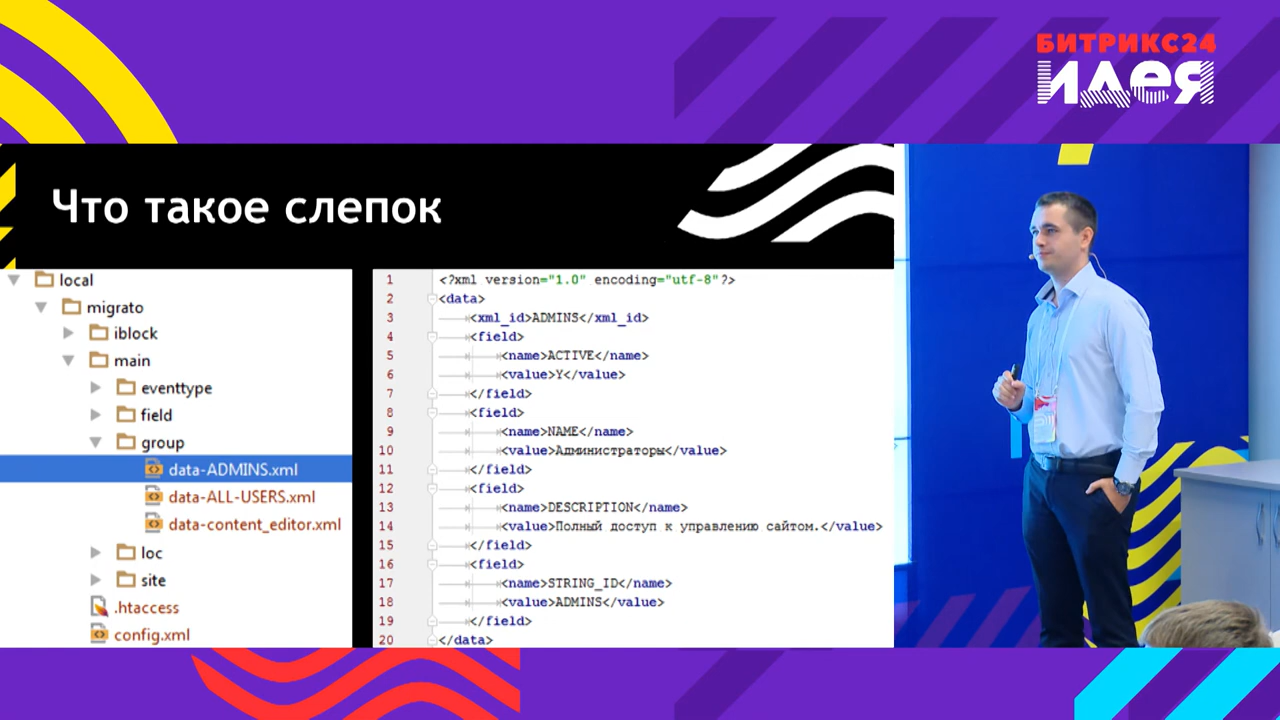 БИТРИКС24
идея
Что такое слепок
local
migrato
iblock
main
eventtype
field
group
data-ADMINS.xml
data-ALL-USERS.xml
data-content_editor.xml
loc
site
.htaccess
config.xml
1 <?xml version="1.0" encoding="utf-8"?>
2 <data>
3 <xml_id>ADMINS</xml_id>
4 <field>
5 <name>ACTIVE</name>
6 <value>Y</value>
7 </field>
8 <field>
9 <name>NAME</name>
10 <value>Администраторы</value>
11 </field>
12 <field>
13 <name>DESCRIPTION</name>
14 <value>Полный доступ к управлению сайтом.</value>
15 </field>
16 <field>
17 <name>STRING_ID</name>
18 <value>ADMINS</value>
19 </field>
20 </data>